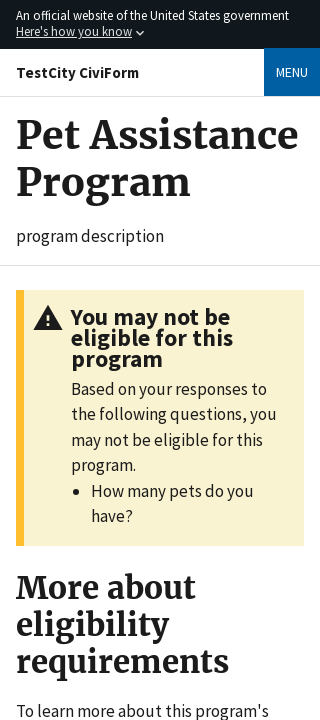 An official website of the United States government
Here's how you know
TestCity CiviForm
MENU
Pet Assistance
Program
program description
You may not be
eligible for this
program
Based on your responses to
the following questions, you
may not be eligible for this
program.
• How many pets do you
have?
More about
eligibility
requirements
To learn more about this program's